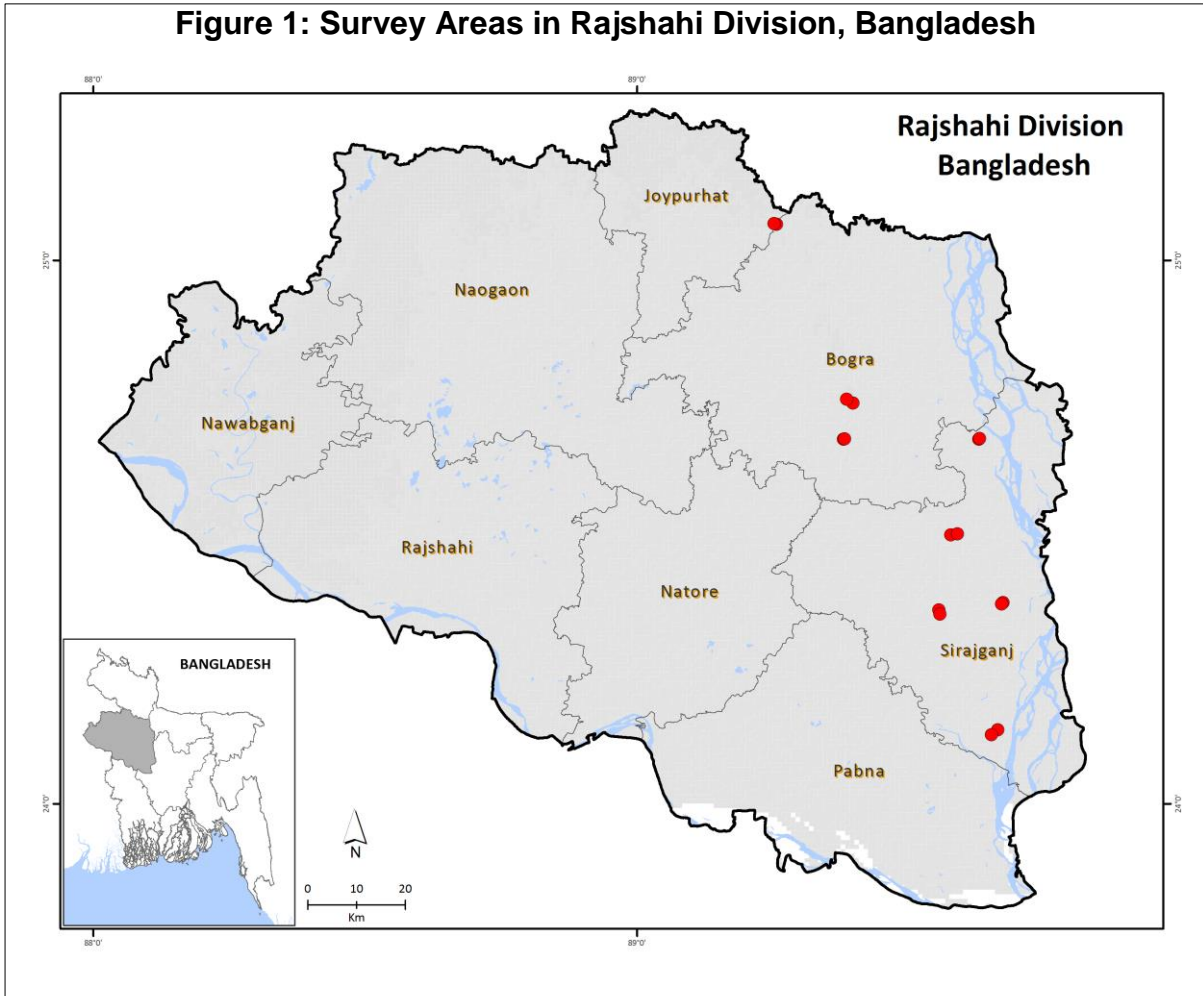 Figure 1: Survey Areas in Rajshahi Division, Bangladesh
88°0'
89°0'
Rajshahi Division
Bangladesh
Joypurhat
25°0'
25°0'
Naogaon
Bogra
Nawabganj
Rajshahi
Natore
Sirajganj
BANGLADESH
Pabna
24°0'
24°0'
N
0 10 20
Km
88°0'
89°0'